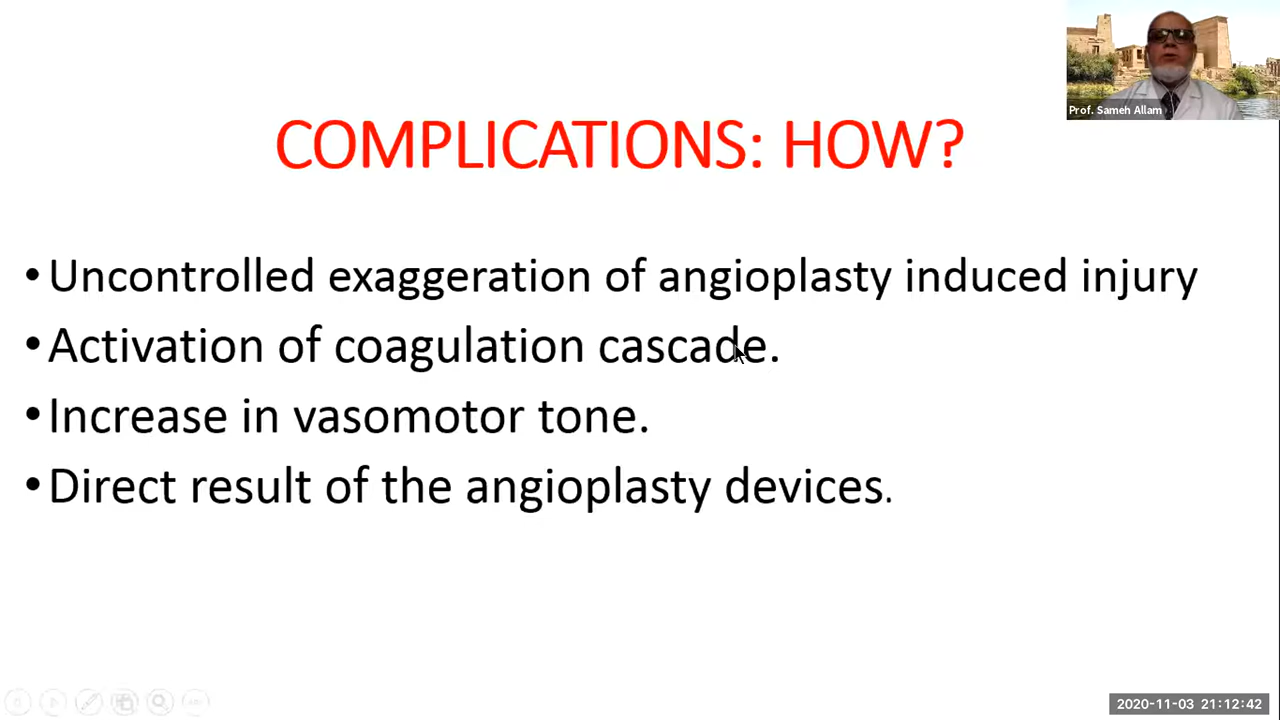 Prof. Sameh Allam
COMPLICATIONS: HOW?
• Uncontrolled exaggeration of angioplasty induced injury
• Activation of coagulation cascade.
• Increase in vasomotor tone.
• Direct result of the angioplasty devices.
2020-11-03 21:12:42